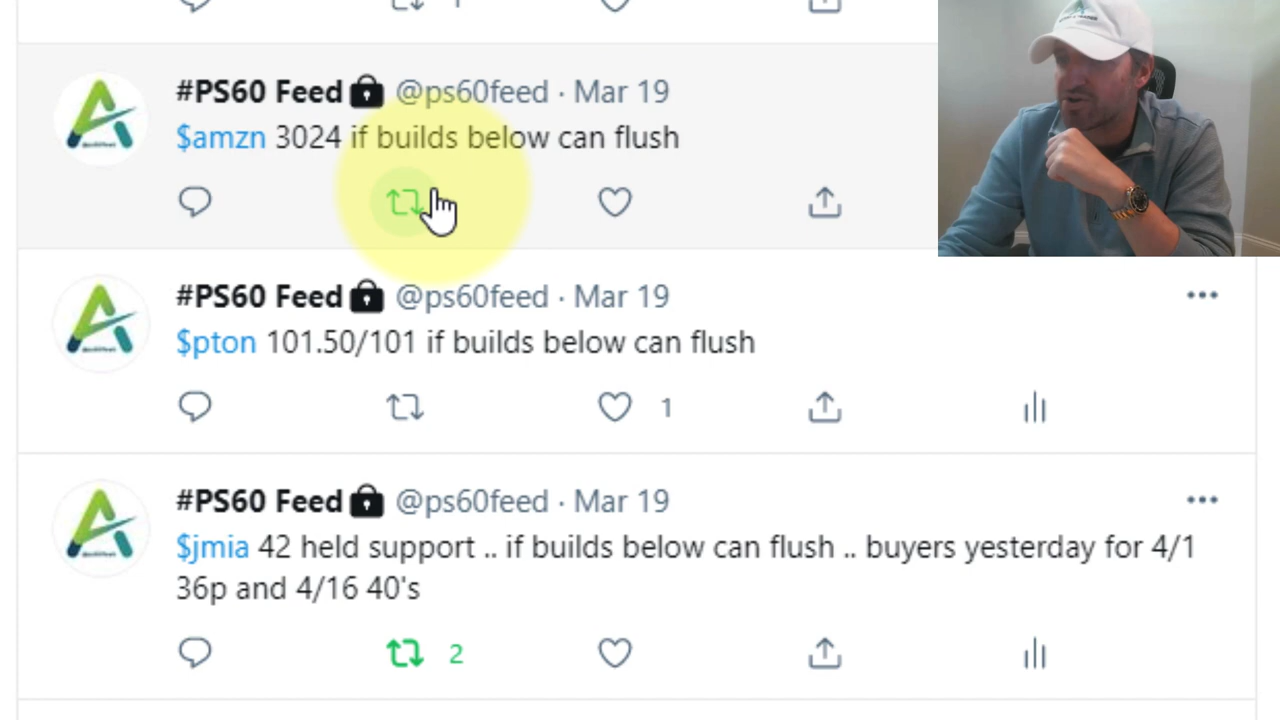 1
#PS60 Feed @ps60feed · Mar 19
$amzn 3024 if builds below can flush
#PS60 Feed @ps60feed · Mar 19
$pton 101.50/101 if builds below can flush
1
#PS60 Feed @ps60feed · Mar 19
$jmia 42 held support .. if builds below can flush .. buyers yesterday for 4/1
36p and 4/16 40's
2